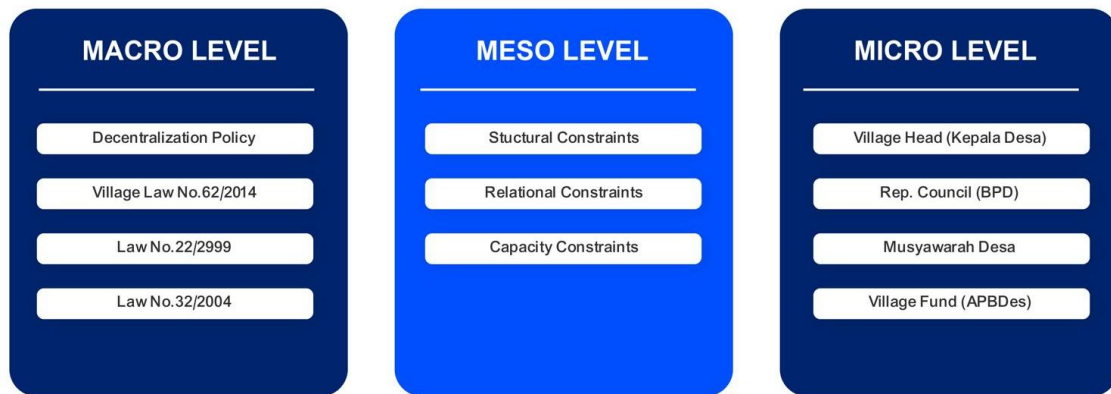 MACRO LEVEL
Decentralization Policy
Village Law No.62/2014
Law No.22/2999
Law No.32/2004
MESO LEVEL
Stuctural Constraints
Relational Constraints
Capacity Constraints
MICRO LEVEL
Village Head (Kepala Desa)
Rep. Council (BPD)
Musyawarah Desa
Village Fund (APBDes)